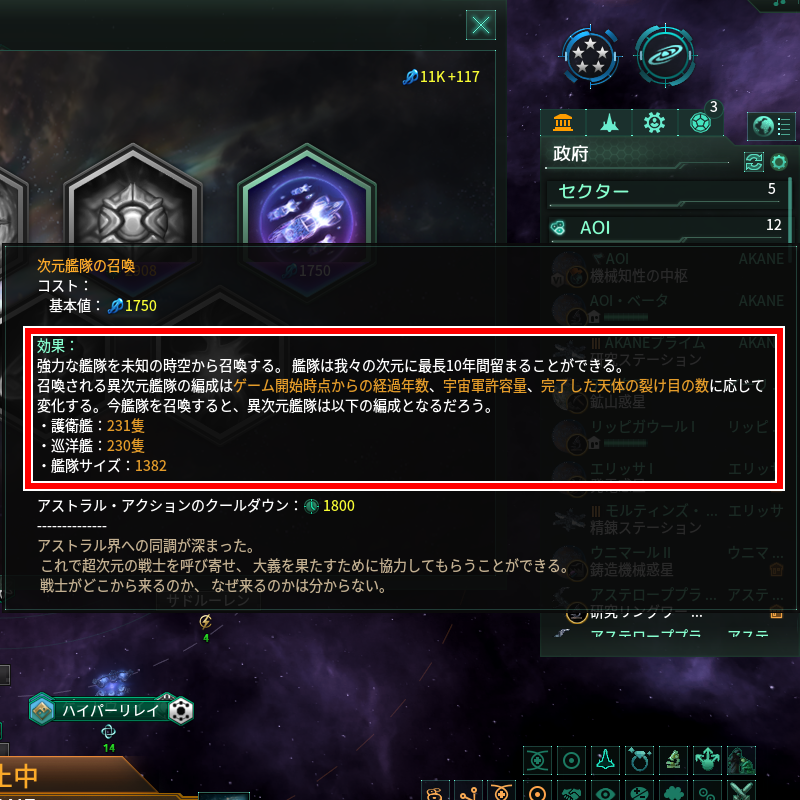 11K +117
3
政府
セクター 5
AOI 12
1750
次元艦隊の召喚
コスト：
基本値： 1750
効果：
強力な艦隊を未知の時空から召喚する。 艦隊は我々の次元に最長10年間留まることができる。
召喚される異次元艦隊の編成はゲーム開始時点からの経過年数、宇宙軍許容量、完了した天体の裂け目の数に応じて
変化する。今艦隊を召喚すると、異次元艦隊は以下の編成となるだろう。
・護衛艦：231隻
・巡洋艦：230隻
・艦隊サイズ：1382
アストラル・アクションのクールダウン： 1800
--------------
アストラル界への同調が深まった。
これで超次元の戦士を呼び寄せ、 大義を果たすために協力してもらうことができる。
戦士がどこから来るのか、 なぜ来るのかは分からない。
AOI AKANE
機械知性の中枢
AOI・ベータ AKANE
AKANEプライム AKAN
研究ステーション
鉱山惑星
リッピガウールI リッピ...
エリッサI エリッ
モルティンズ・... エリッサ
精錬ステーション
ウニマールII ウニマ...
鋳造機械惑星
アステローププラ... アステ...
研究リングワー...
アステローププラ アステ
サドルーレン
4
ハイパーリレイ
14
止中